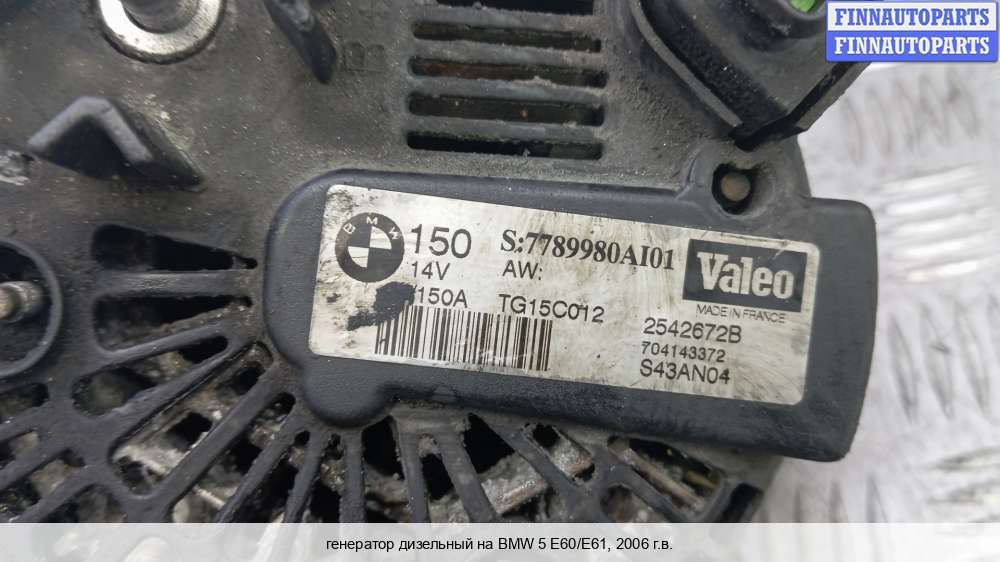 FINNAUTOPARTS
FINNAUTOPARTS
BMW
150 S:7789980AI01 Valeo
14V AW: MADE IN FRANCE
150A TG15C012 2542672B
704143372
S43AN04
генератор дизельный на BMW 5 E60/E61, 2006 г.в.